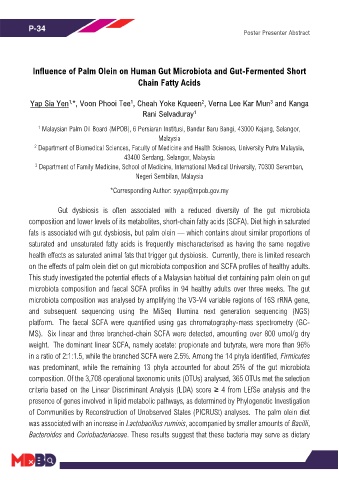 P-34
Poster Presenter Abstract
Influence of Palm Olein on Human Gut Microbiota and Gut-Fermented Short
Chain Fatty Acids
Yap Sia Yen¹,*, Voon Phooi Tee¹, Cheah Yoke Kqueen², Verna Lee Kar Mun³ and Kanga
Rani Selvaduray¹
¹ Malaysian Palm Oil Board (MPOB), 6 Persiaran Institusi, Bandar Baru Bangi, 43000 Kajang, Selangor,
Malaysia
² Department of Biomedical Sciences, Faculty of Medicine and Health Sciences, University Putra Malaysia,
43400 Serdang, Selangor, Malaysia
³ Department of Family Medicine, School of Medicine, International Medical University, 70300 Seremban,
Negeri Sembilan, Malaysia
*Corresponding Author: syyap@mpob.gov.my
Gut dysbiosis is often associated with a reduced diversity of the gut microbiota
composition and lower levels of its metabolites, short-chain fatty acids (SCFA). Diet high in saturated
fats is associated with gut dysbiosis, but palm olein — which contains about similar proportions of
saturated and unsaturated fatty acids is frequently mischaracterised as having the same negative
health effects as saturated animal fats that trigger gut dysbiosis. Currently, there is limited research
on the effects of palm olein diet on gut microbiota composition and SCFA profiles of healthy adults.
This study investigated the potential effects of a Malaysian habitual diet containing palm olein on gut
microbiota composition and faecal SCFA profiles in 94 healthy adults over three weeks. The gut
microbiota composition was analysed by amplifying the V3-V4 variable regions of 16S rRNA gene,
and subsequent sequencing using the MiSeq Illumina next generation sequencing (NGS)
platform. The faecal SCFA were quantified using gas chromatography-mass spectrometry (GC-
MS). Six linear and three branched-chain SCFA were detected, amounting over 600 umol/g dry
weight. The dominant linear SCFA, namely acetate: propionate and butyrate, were more than 96%
in a ratio of 2:1:1.5, while the branched SCFA were 2.5%. Among the 14 phyla identified, Firmicutes
was predominant, while the remaining 13 phyla accounted for about 25% of the gut microbiota
composition. Of the 3,708 operational taxonomic units (OTUs) analysed, 365 OTUs met the selection
criteria based on the Linear Discriminant Analysis (LDA) score ≥ 4 from LEfSe analysis and the
presence of genes involved in lipid metabolic pathways, as determined by Phylogenetic Investigation
of Communities by Reconstruction of Unobserved States (PICRUSt) analyses. The palm olein diet
was associated with an increase in Lactobacillus ruminis, accompanied by smaller amounts of Bacilli,
Bacteroides and Coriobacteriaceae. These results suggest that these bacteria may serve as dietary